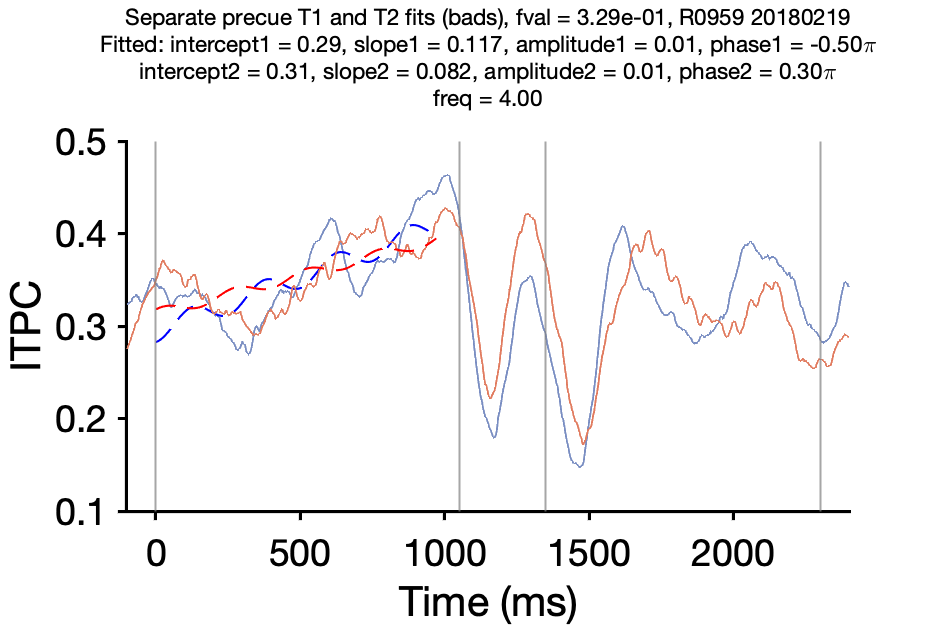 Separate precue T1 and T2 fits (bads), fval = 3.29e-01, R0959 20180219
Fitted: intercept1 = 0.29, slope1 = 0.117, amplitude1 = 0.01, phase1 = -0.50π
intercept2 = 0.31, slope2 = 0.082, amplitude2 = 0.01, phase2 = 0.30π
freq = 4.00
0.5
0.4
0.3
0.2
0.1
ITPC
0 500 1000 1500 2000
Time (ms)